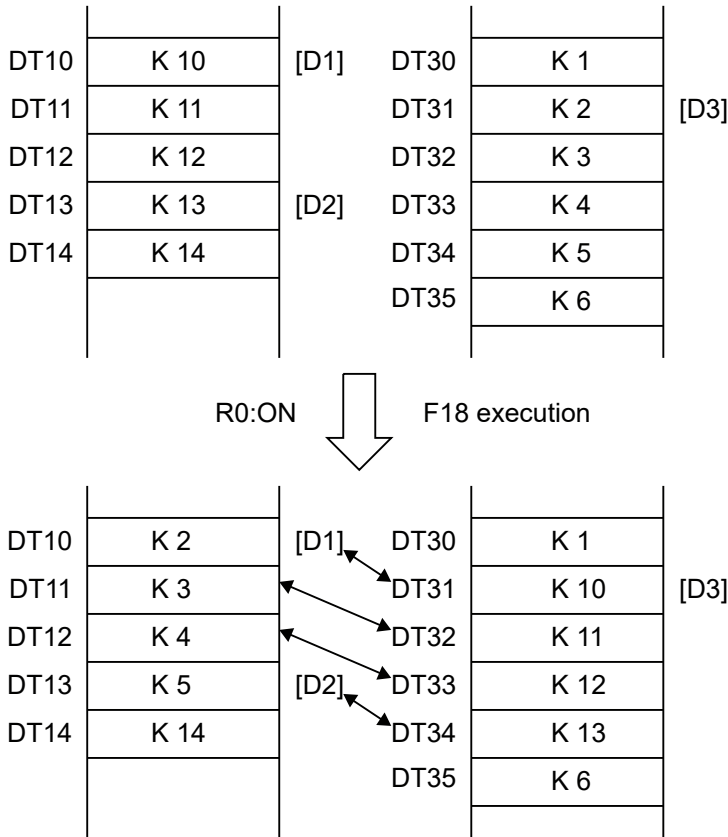 DT10 K 10 [D1] DT30 K 1
DT11 K 11 DT31 K 2 [D3]
DT12 K 12 DT32 K 3
DT13 K 13 [D2] DT33 K 4
DT14 K 14 DT34 K 5
DT35 K 6
R0:ON F18 execution
DT10 K 2 [D1] DT30 K 1
DT11 K 3 DT31 K 10 [D3]
DT12 K 4 DT32 K 11
DT13 K 5 [D2] DT33 K 12
DT14 K 14 DT34 K 13
DT35 K 6